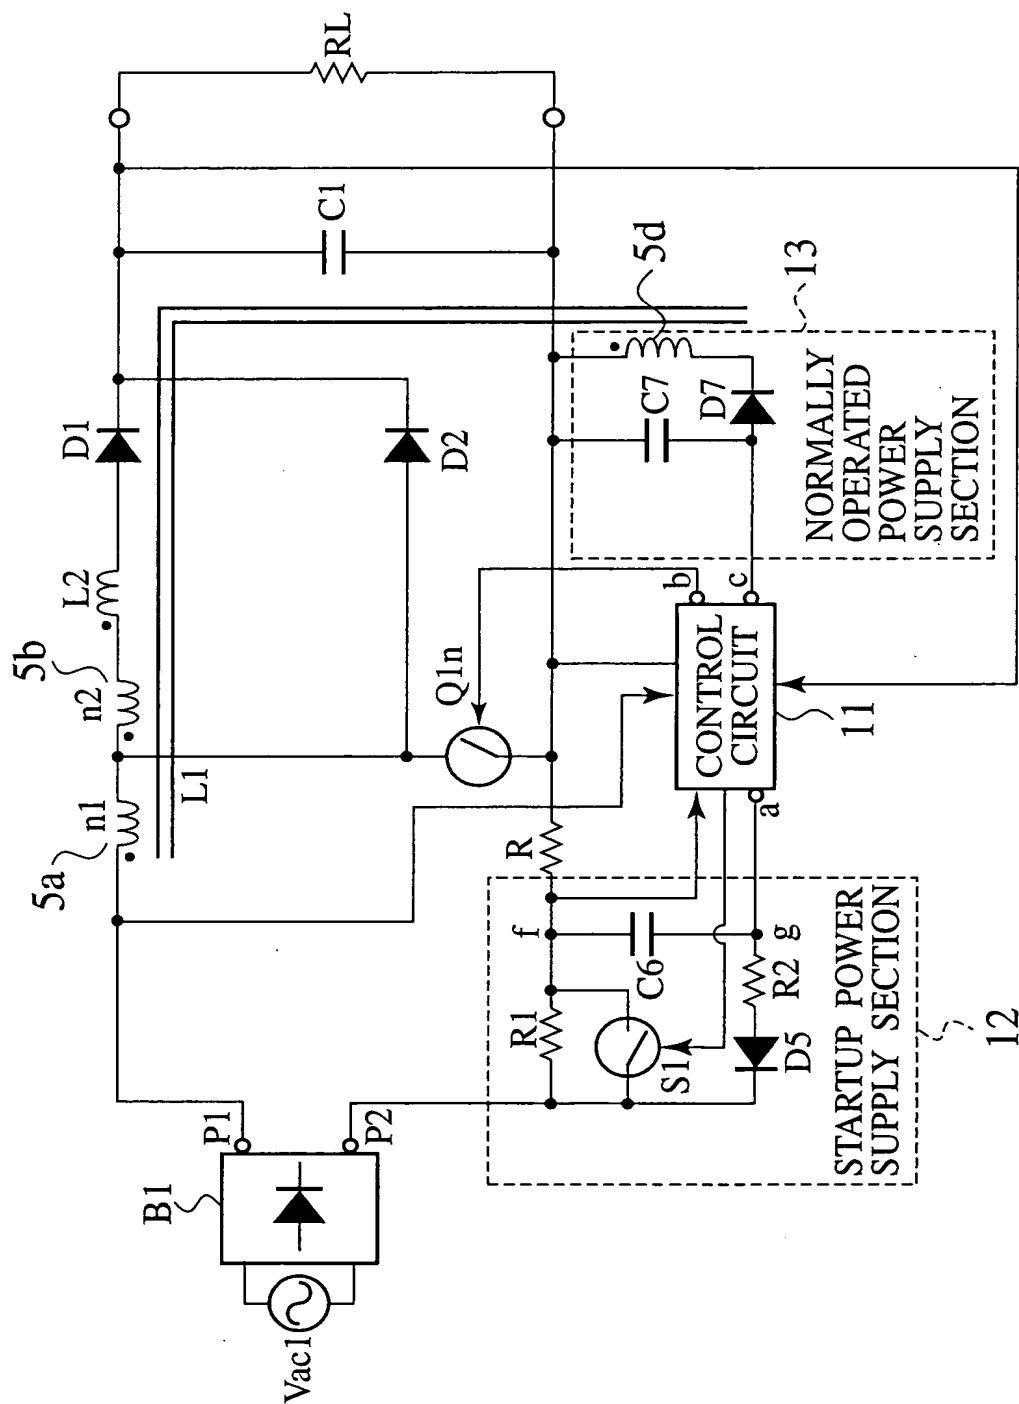 Vac1
B1
P1
P2
5a
n1
L1
5b
n2
L2
D1
D2
Q1n
C1
RL
R1
f
R
S1
C6
g
D5
R2
STARTUP POWER
SUPPLY SECTION
12
a
b
c
CONTROL
CIRCUIT
11
5d
C7
D7
13
NORMALLY
OPERATED
POWER
SUPPLY
SECTION